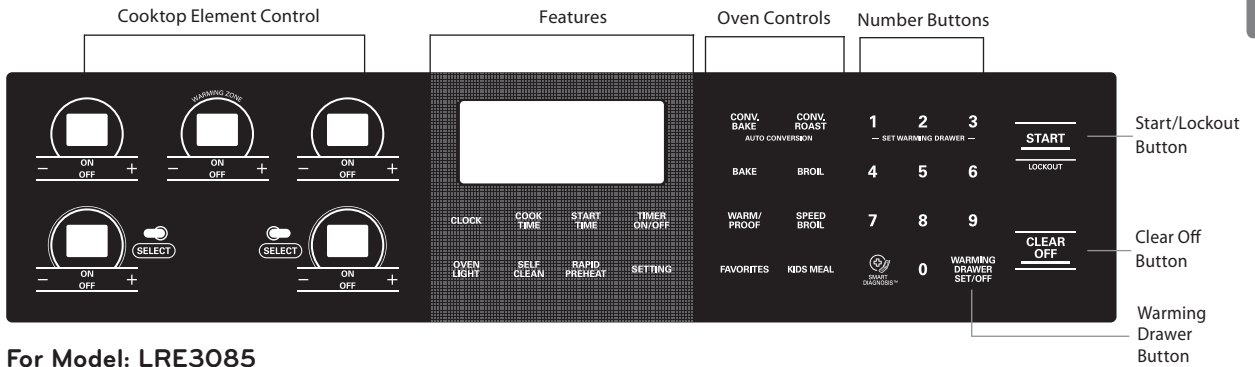 Cooktop Element Control
Features
Oven Controls
Number Buttons
WARMING ZONE
− ON +
OFF
− ON +
OFF
− ON +
OFF
SELECT
SELECT
− ON +
OFF
− ON +
OFF
CLOCK
COOK
TIME
START
TIME
TIMER
ON/OFF
OVEN
LIGHT
SELF
CLEAN
RAPID
PREHEAT
SETTING
CONV.
BAKE
CONV.
ROAST
AUTO CONVERSION
BAKE
BROIL
WARM/
PROOF
SPEED
BROIL
FAVORITES
KIDS MEAL
1 2 3
— SET WARMING DRAWER —
4 5 6
7 8 9
SMART
DIAGNOSIS™
0
WARMING
DRAWER
SET/OFF
START
LOCKOUT
CLEAR
OFF
Start/Lockout
Button
Clear Off
Button
Warming
Drawer
Button
For Model: LRE3085